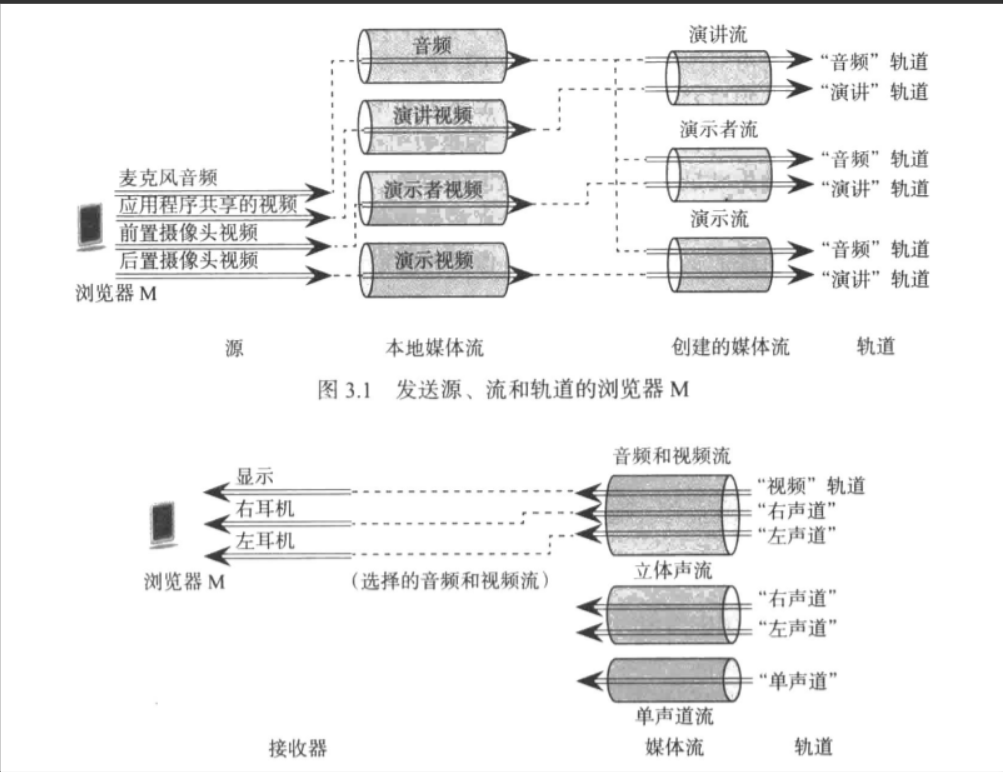 音频
演讲流
“音频”轨道
演讲视频
“演讲”轨道
演示者流
麦克风音频
演示者视频
“音频”轨道
应用程序共享的视频
“演讲”轨道
前置摄像头视频
演示流
后置摄像头视频
演示视频
“音频”轨道
“演讲”轨道
浏览器 M
源
本地媒体流
创建的媒体流
轨道
图 3.1 发送源、流和轨道的浏览器 M
音频和视频流
显示
“视频”轨道
右耳机
“右声道”
左耳机
“左声道”
浏览器 M
(选择的音频和视频流)
立体声流
“右声道”
“左声道”
“单声道”
单声道流
接收器
媒体流
轨道